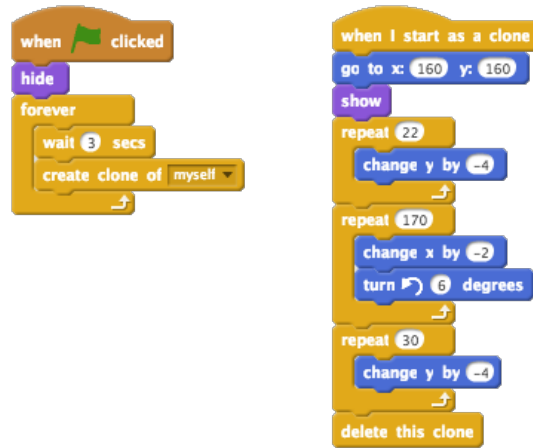 when clicked
hide
forever
wait 3 secs
create clone of myself
when I start as a clone
go to x: 160 y: 160
show
repeat 22
change y by -4
repeat 170
change x by -2
turn 6 degrees
repeat 30
change y by -4
delete this clone